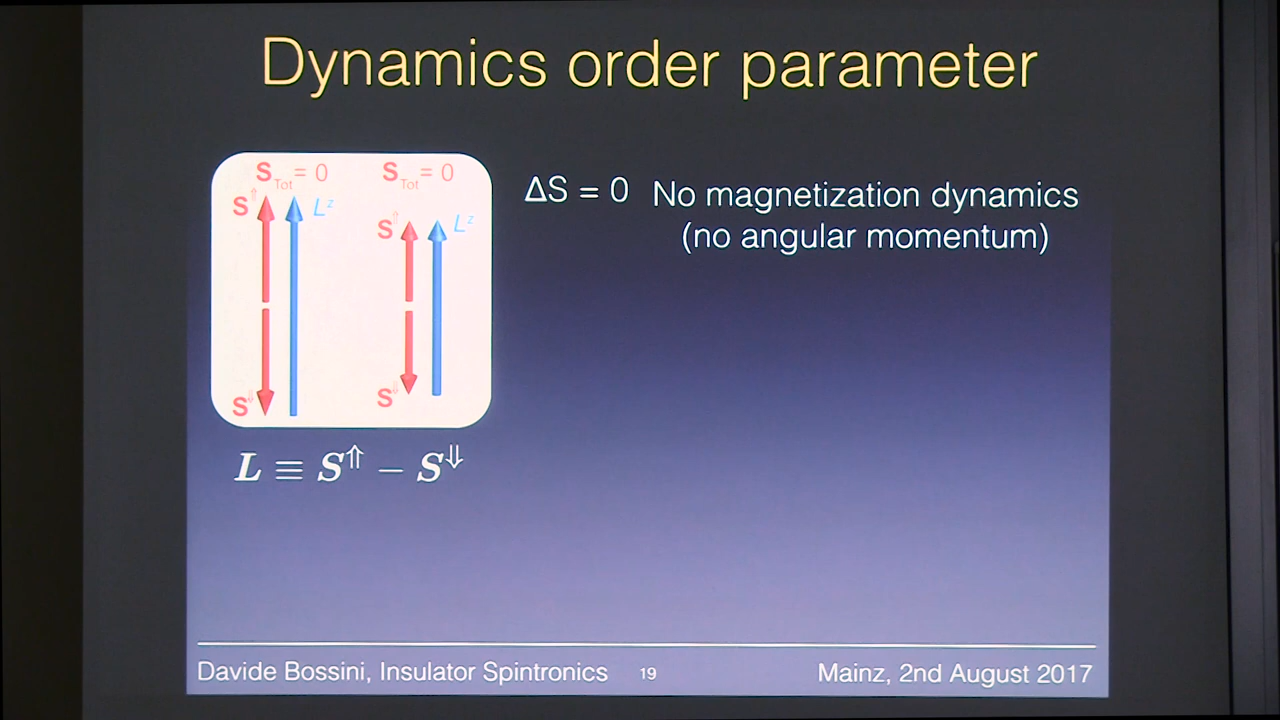 Dynamics order parameter
S_Tot = 0 S_Tot = 0
S⇑ L^z
S⇑ L^z
S⇓
S⇓
L ≡ S⇑ − S⇓
ΔS = 0 No magnetization dynamics
(no angular momentum)
Davide Bossini, Insulator Spintronics 19 Mainz, 2nd August 2017